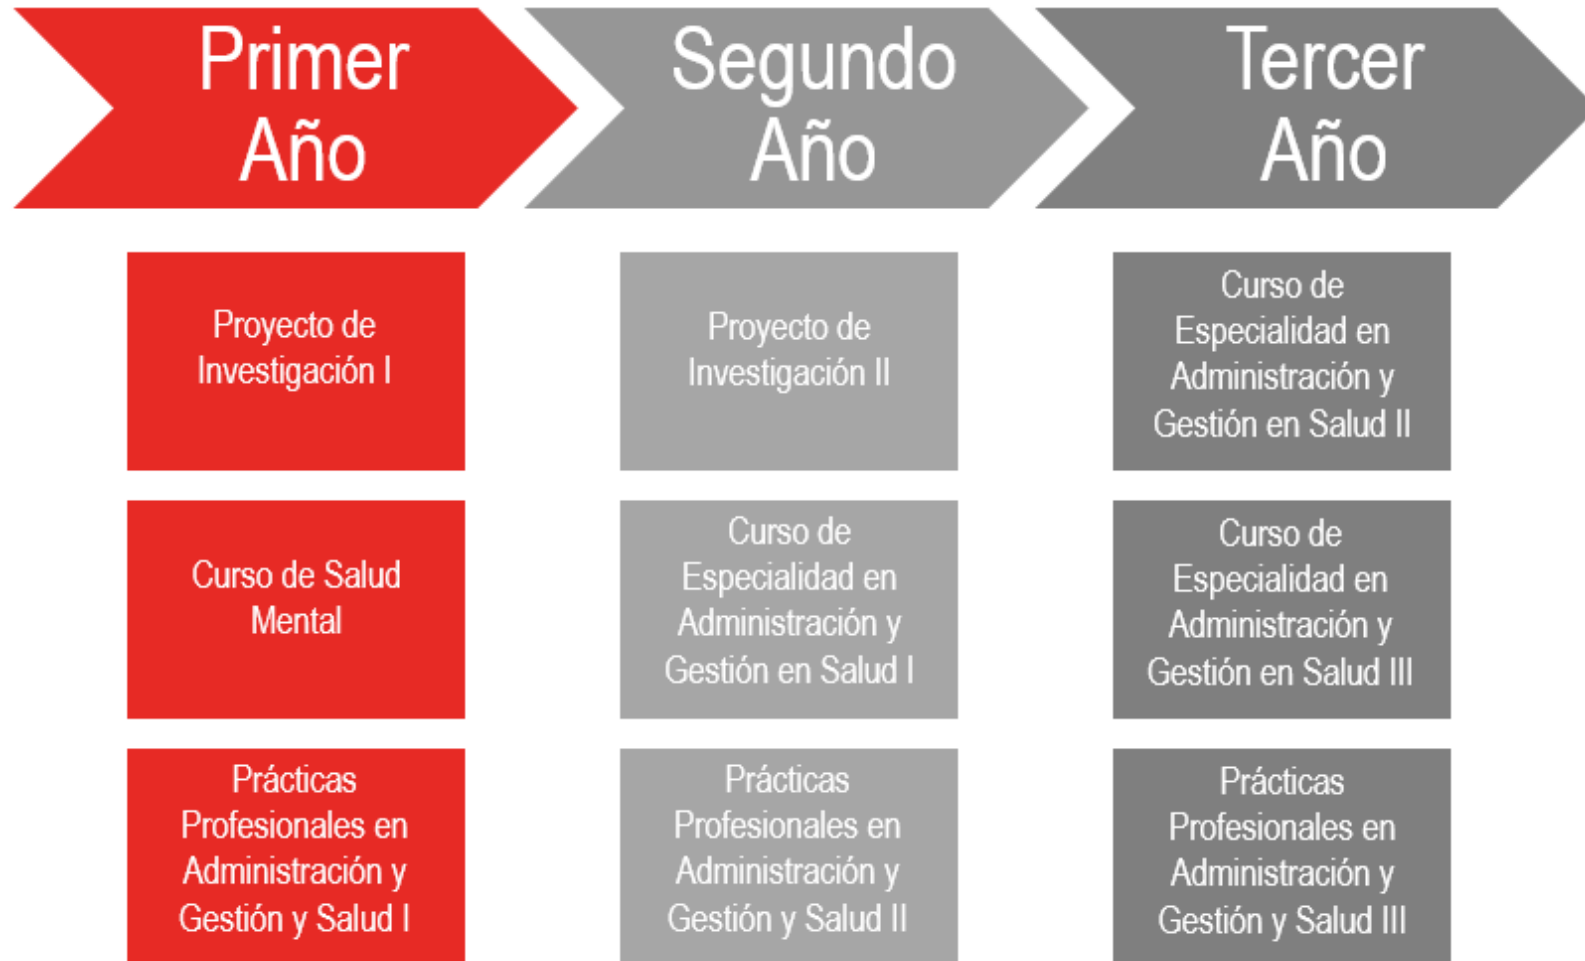 Primer
Año
Segundo
Año
Tercer
Año
Proyecto de
Investigación I
Proyecto de
Investigación II
Curso de
Especialidad en
Administración y
Gestión en Salud II
Curso de Salud
Mental
Curso de
Especialidad en
Administración y
Gestión en Salud I
Curso de
Especialidad en
Administración y
Gestión en Salud III
Prácticas
Profesionales en
Administración y
Gestión y Salud I
Prácticas
Profesionales en
Administración y
Gestión y Salud II
Prácticas
Profesionales en
Administración y
Gestión y Salud III